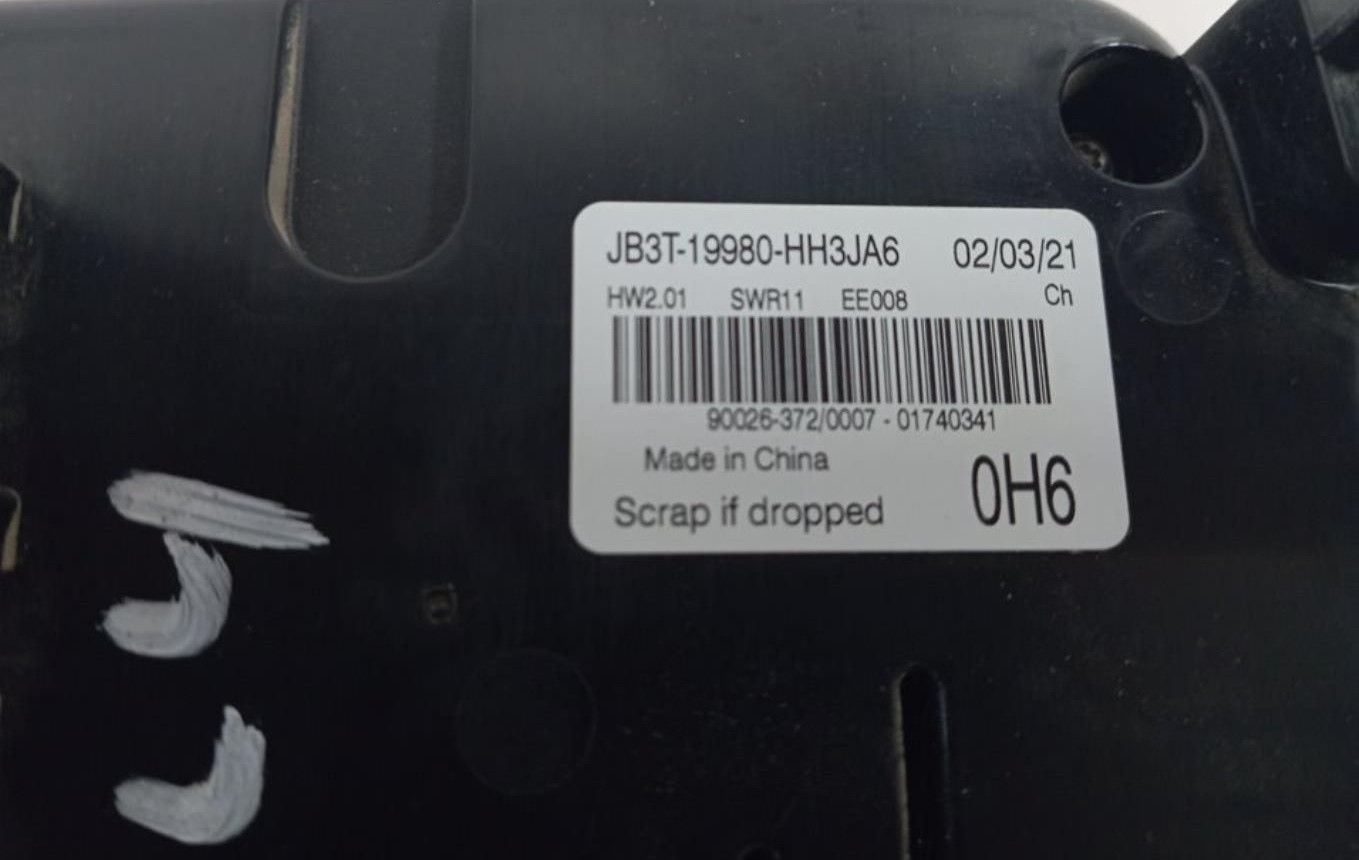 JB3T-19980-HH3JA6 02/03/21
HW2.01 SWR11 EE008 Ch
90026-372/0007 - 01740341
Made in China
Scrap if dropped 0H6